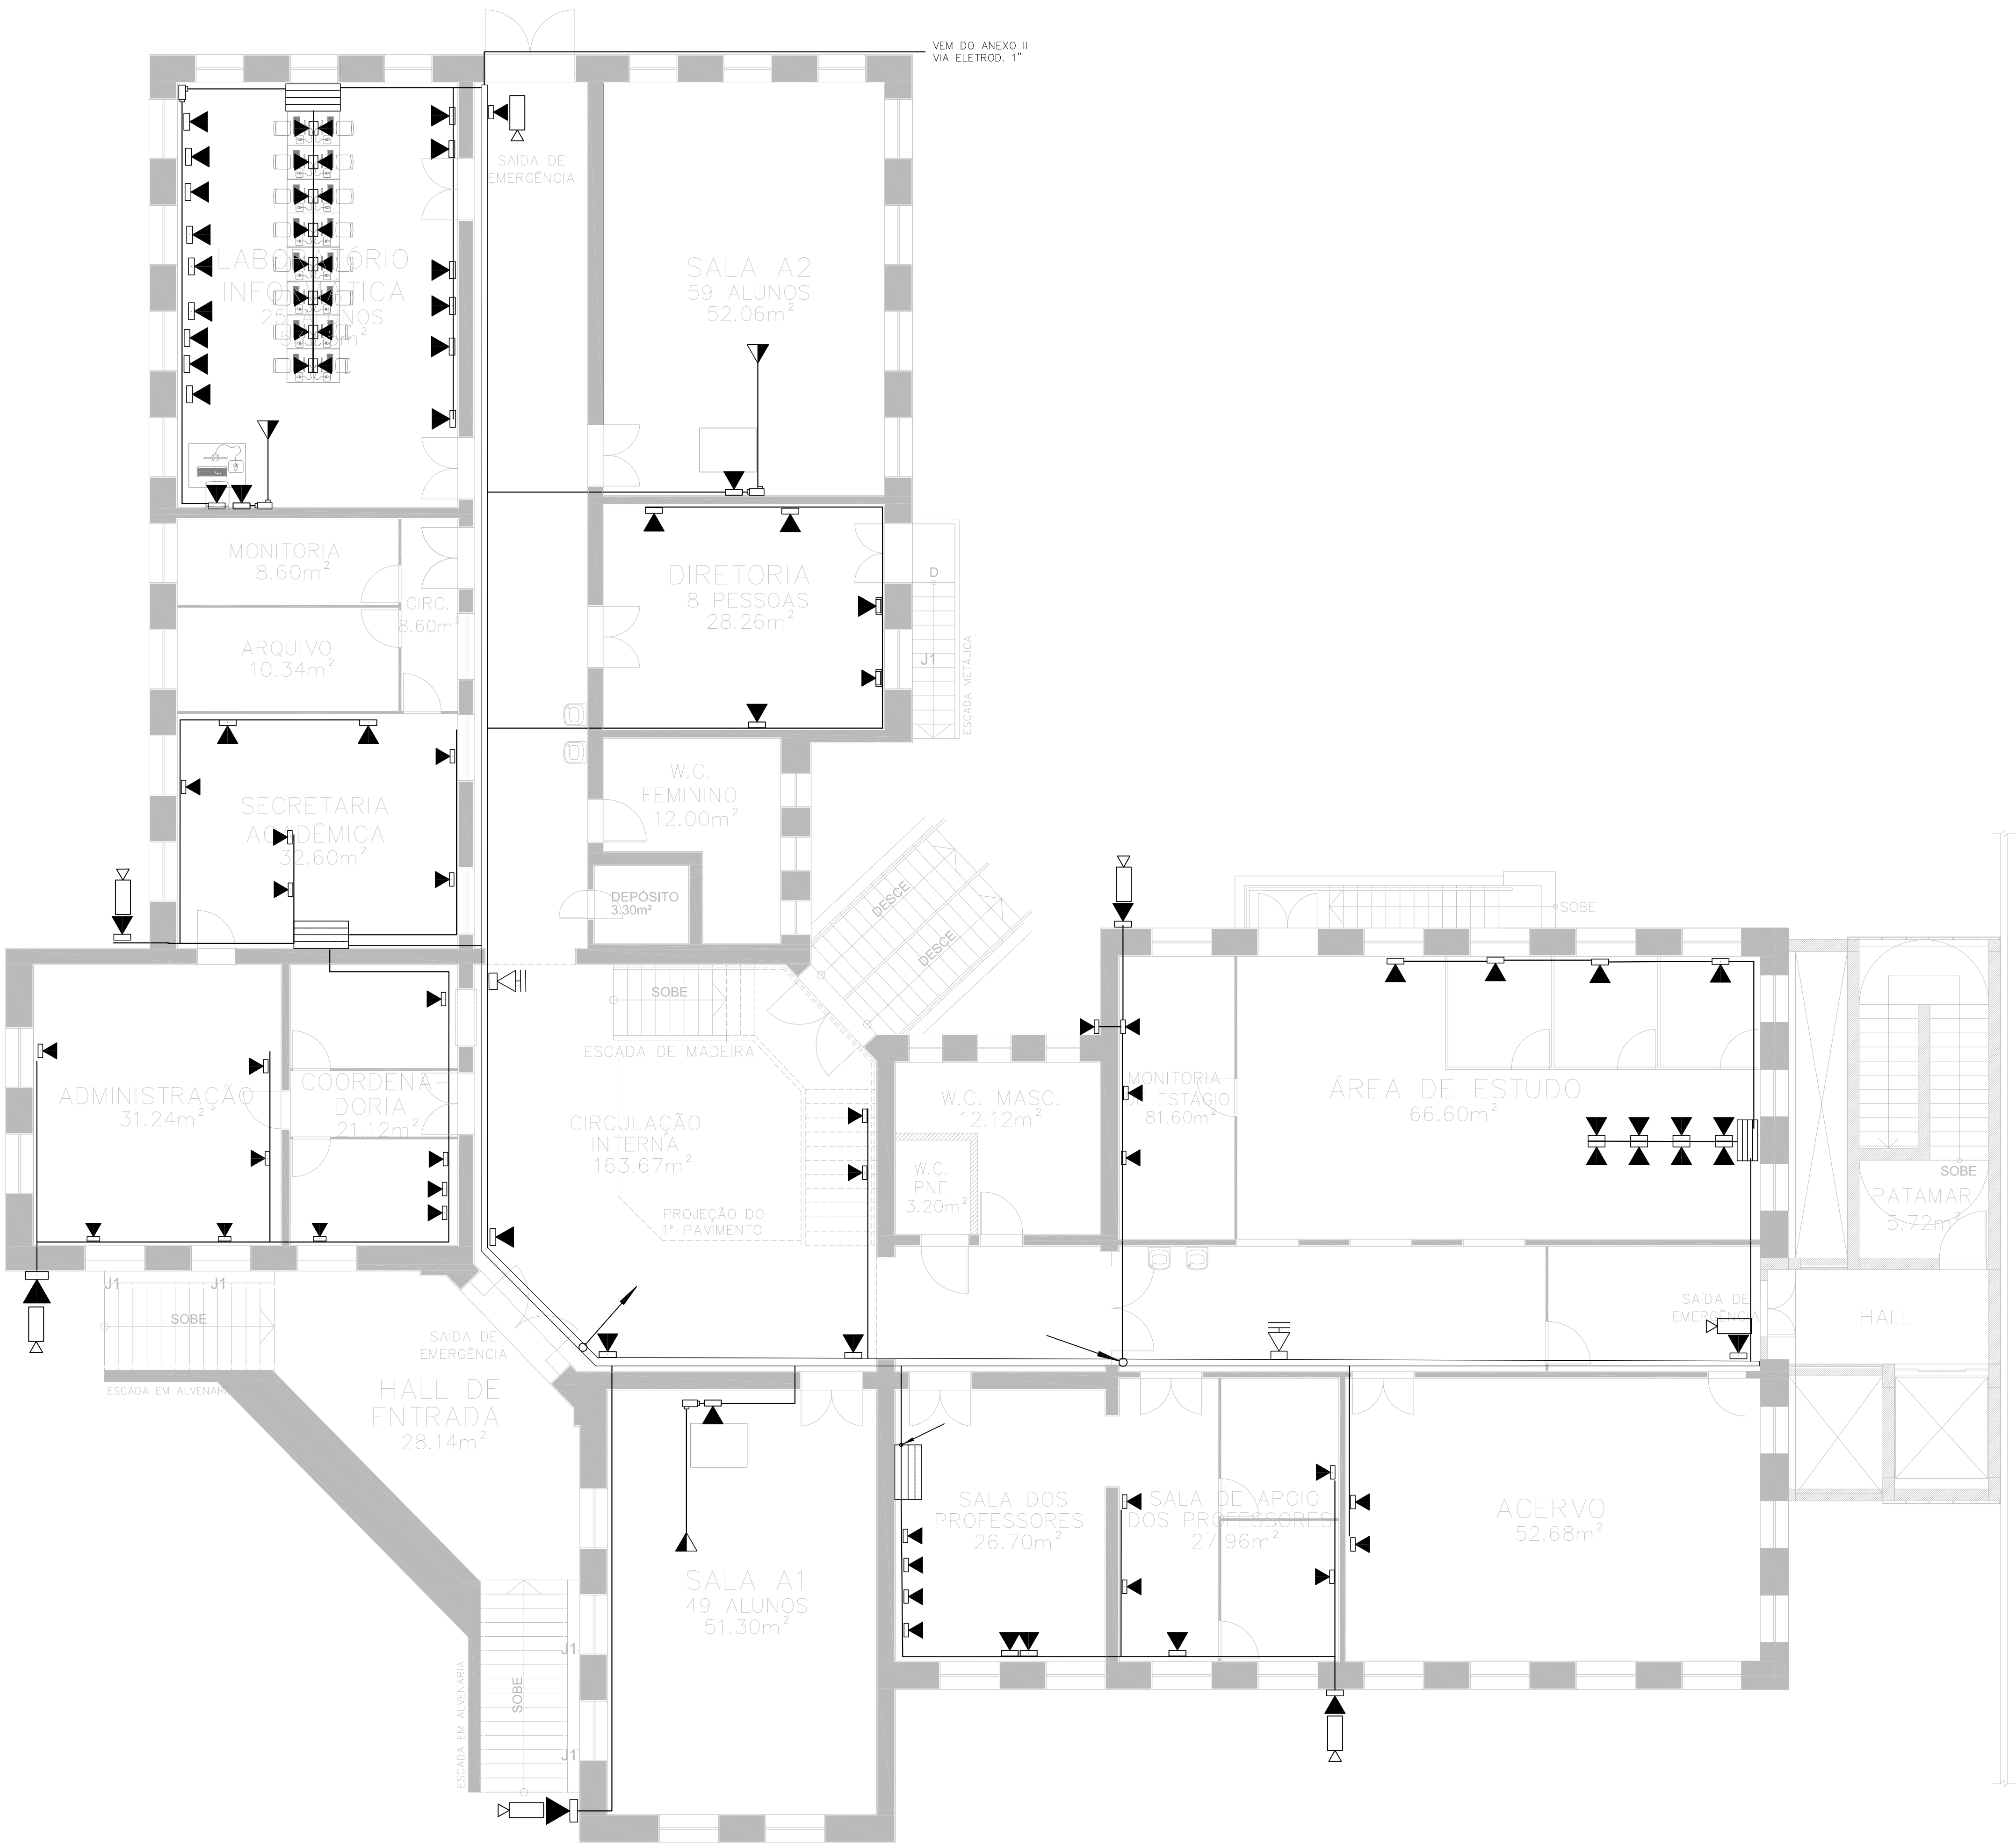 VEM DO ANEXO II
VIA ELETROD. 1"
SAÍDA DE
EMERGÊNCIA
LABORATÓRIO
INFORMÁTICA
SALA A2
59 ALUNOS
52.06m²
MONITORIA
8.60m²
CIRC.
8.60m²
ARQUIVO
10.34m²
DIRETORIA
8 PESSOAS
28.26m²
D
J1
ESCADA METÁLICA
SECRETARIA
ACADÊMICA
32.60m²
W.C.
FEMININO
12.00m²
DEPÓSITO
3.30m²
DESCE
DESCE
SOBE
SOBE
ESCADA DE MADEIRA
ADMINISTRAÇÃO
31.24m²
COORDENA-
DORIA
21.12m²
CIRCULAÇÃO
INTERNA
163.67m²
PROJEÇÃO DO
1º PAVIMENTO
W.C. MASC.
12.12m²
W.C.
PNE
3.20m²
MONITORIA
DE ESTÁGIO
81.60m²
ÁREA DE ESTUDO
66.60m²
SOBE
PATAMAR
5.72m²
SAÍDA DE
EMERGÊNCIA
HALL
J1
J1
SOBE
ESCADA EM ALVENARIA
SAÍDA DE
EMERGÊNCIA
HALL DE
ENTRADA
28.14m²
SALA A1
49 ALUNOS
51.30m²
SALA DOS
PROFESSORES
26.70m²
SALA DE APOIO
DOS PROFESSORES
27.96m²
ACERVO
52.68m²
J1
J1
SOBE
ESCADA EM ALVENARIA